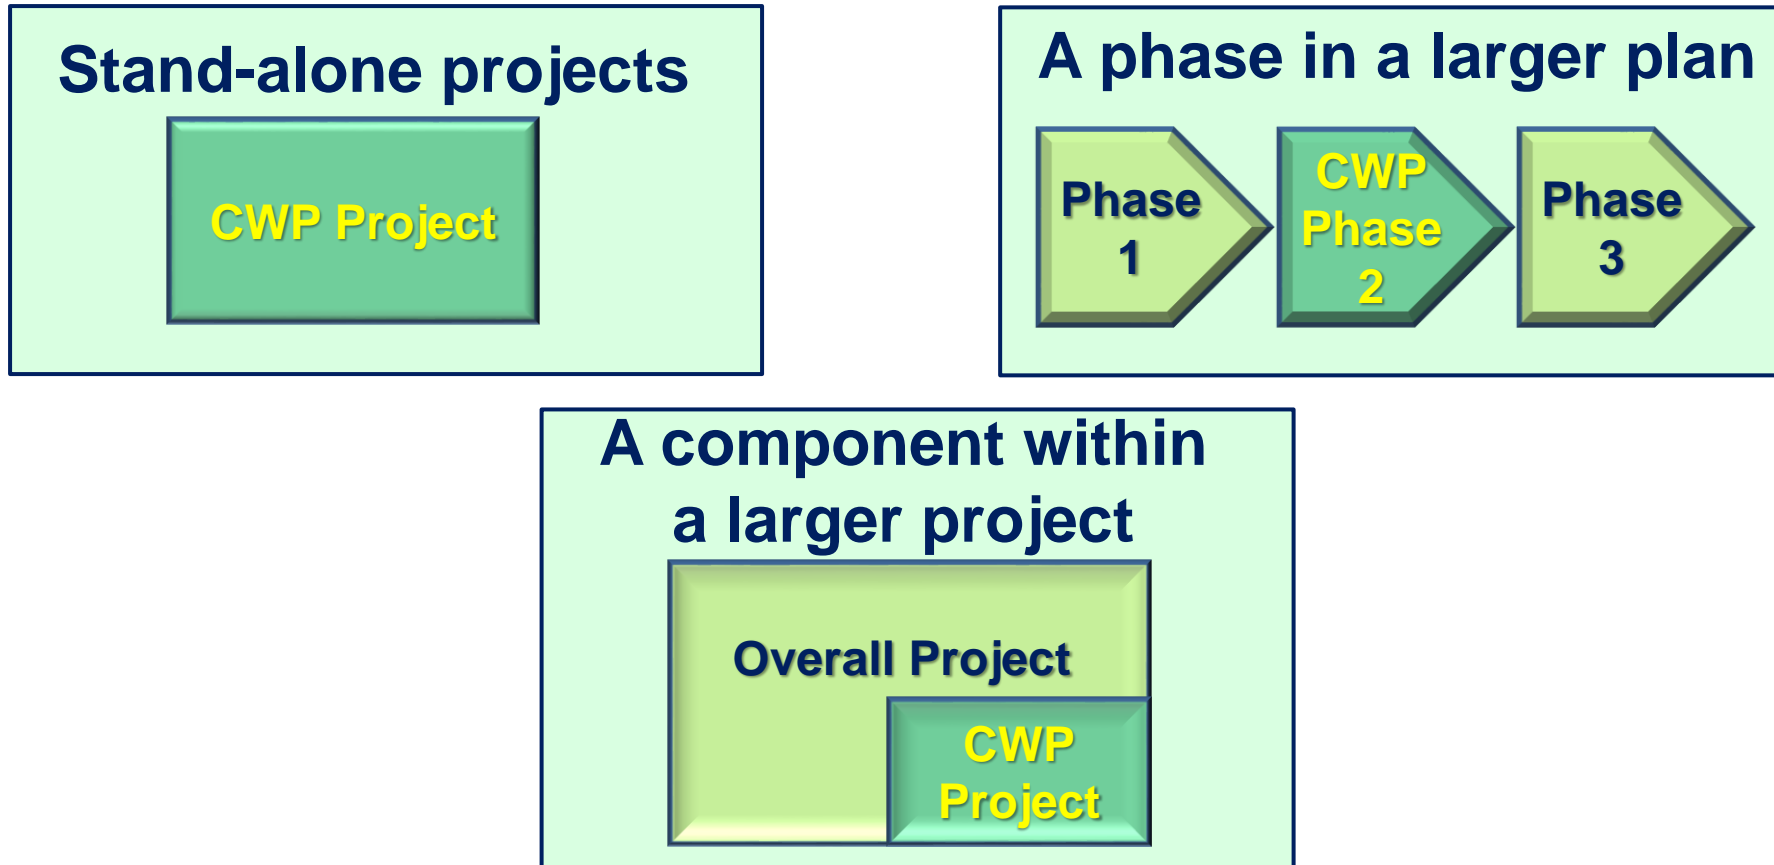 Stand-alone projects
CWP Project
A phase in a larger plan
Phase
1
CWP
Phase
2
Phase
3
A component within
a larger project
Overall Project
CWP
Project